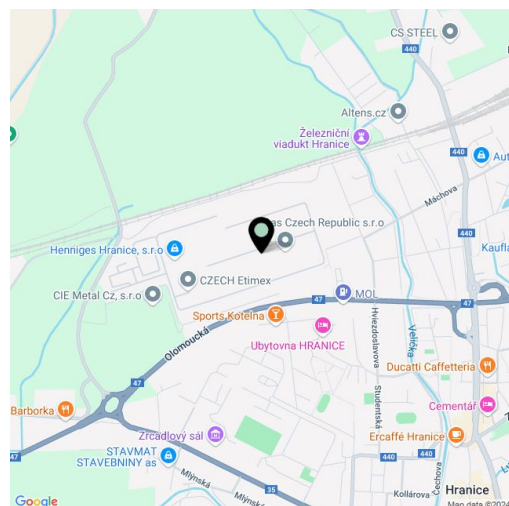 CS STEEL
440
Altens.cz
Železniční
viadukt Hranice
440
440
Máchova
Aut
as Czech Republic s.r.o
Henniges Hranice, s.r.o
Kaufla
CZECH Etimex
CIE Metal Cz, s.r.o
MOL
47
47
Sports Kotelna
Olomoucká
Ubytovna HRANICE
Hviezdoslavova
Velička
Studentská
Ducatti Caffetteria
47
Barborka
Cementář
Zrcadlový sál
Ercaffé Hranice
STAVMAT
STAVEBNINY as
47
Mlýnská
35
Mlýnská
Čechova
Kollárova
Hranice
Google
Map data ©2024